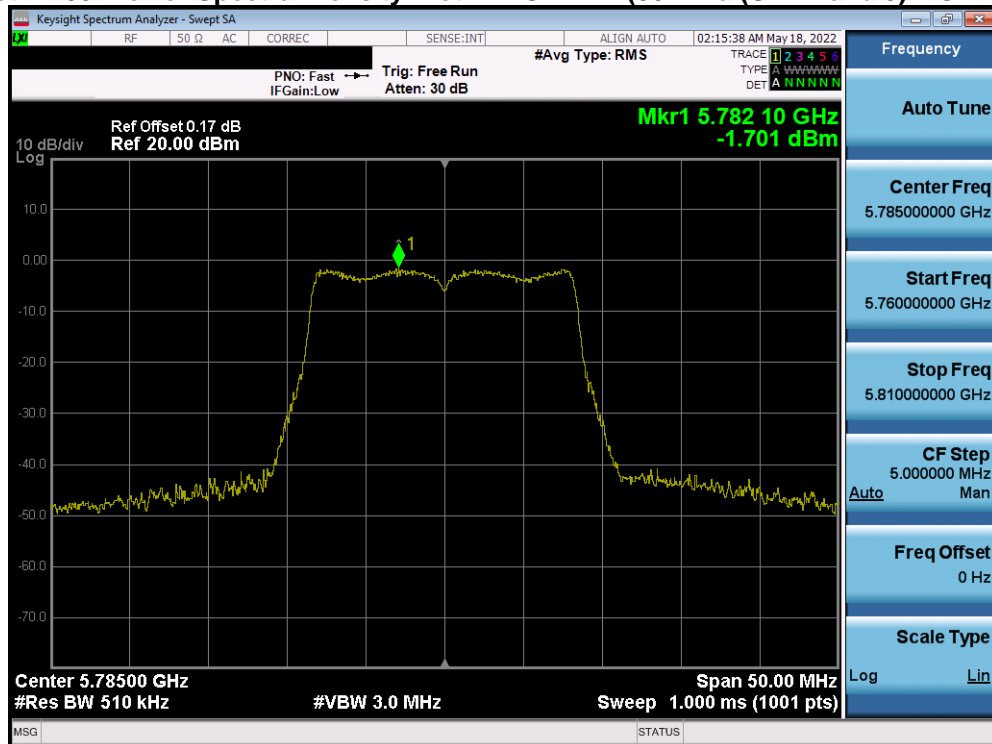 Keysight Spectrum Analyzer - Swept SA
LXI RF 50 Ω AC CORREC SENSE:INT ALIGN AUTO 02:15:38 AM May 18, 2022
#Avg Type: RMS TRACE 1 2 3 4 5 6
PNO: Fast Trig: Free Run TYPE A WWWWW
IFGain:Low Atten: 30 dB DET A N N N N N
Mkr1 5.782 10 GHz
-1.701 dBm
Ref Offset 0.17 dB
10 dB/div Ref 20.00 dBm
Log
1
10.0
0.00
-10.0
-20.0
-30.0
-40.0
-50.0
-60.0
-70.0
Center 5.78500 GHz Span 50.00 MHz
#Res BW 510 kHz #VBW 3.0 MHz Sweep 1.000 ms (1001 pts)
MSG STATUS
Frequency
Auto Tune
Center Freq
5.785000000 GHz
Start Freq
5.760000000 GHz
Stop Freq
5.810000000 GHz
CF Step
5.000000 MHz
Auto Man
Freq Offset
0 Hz
Scale Type
Log Lin